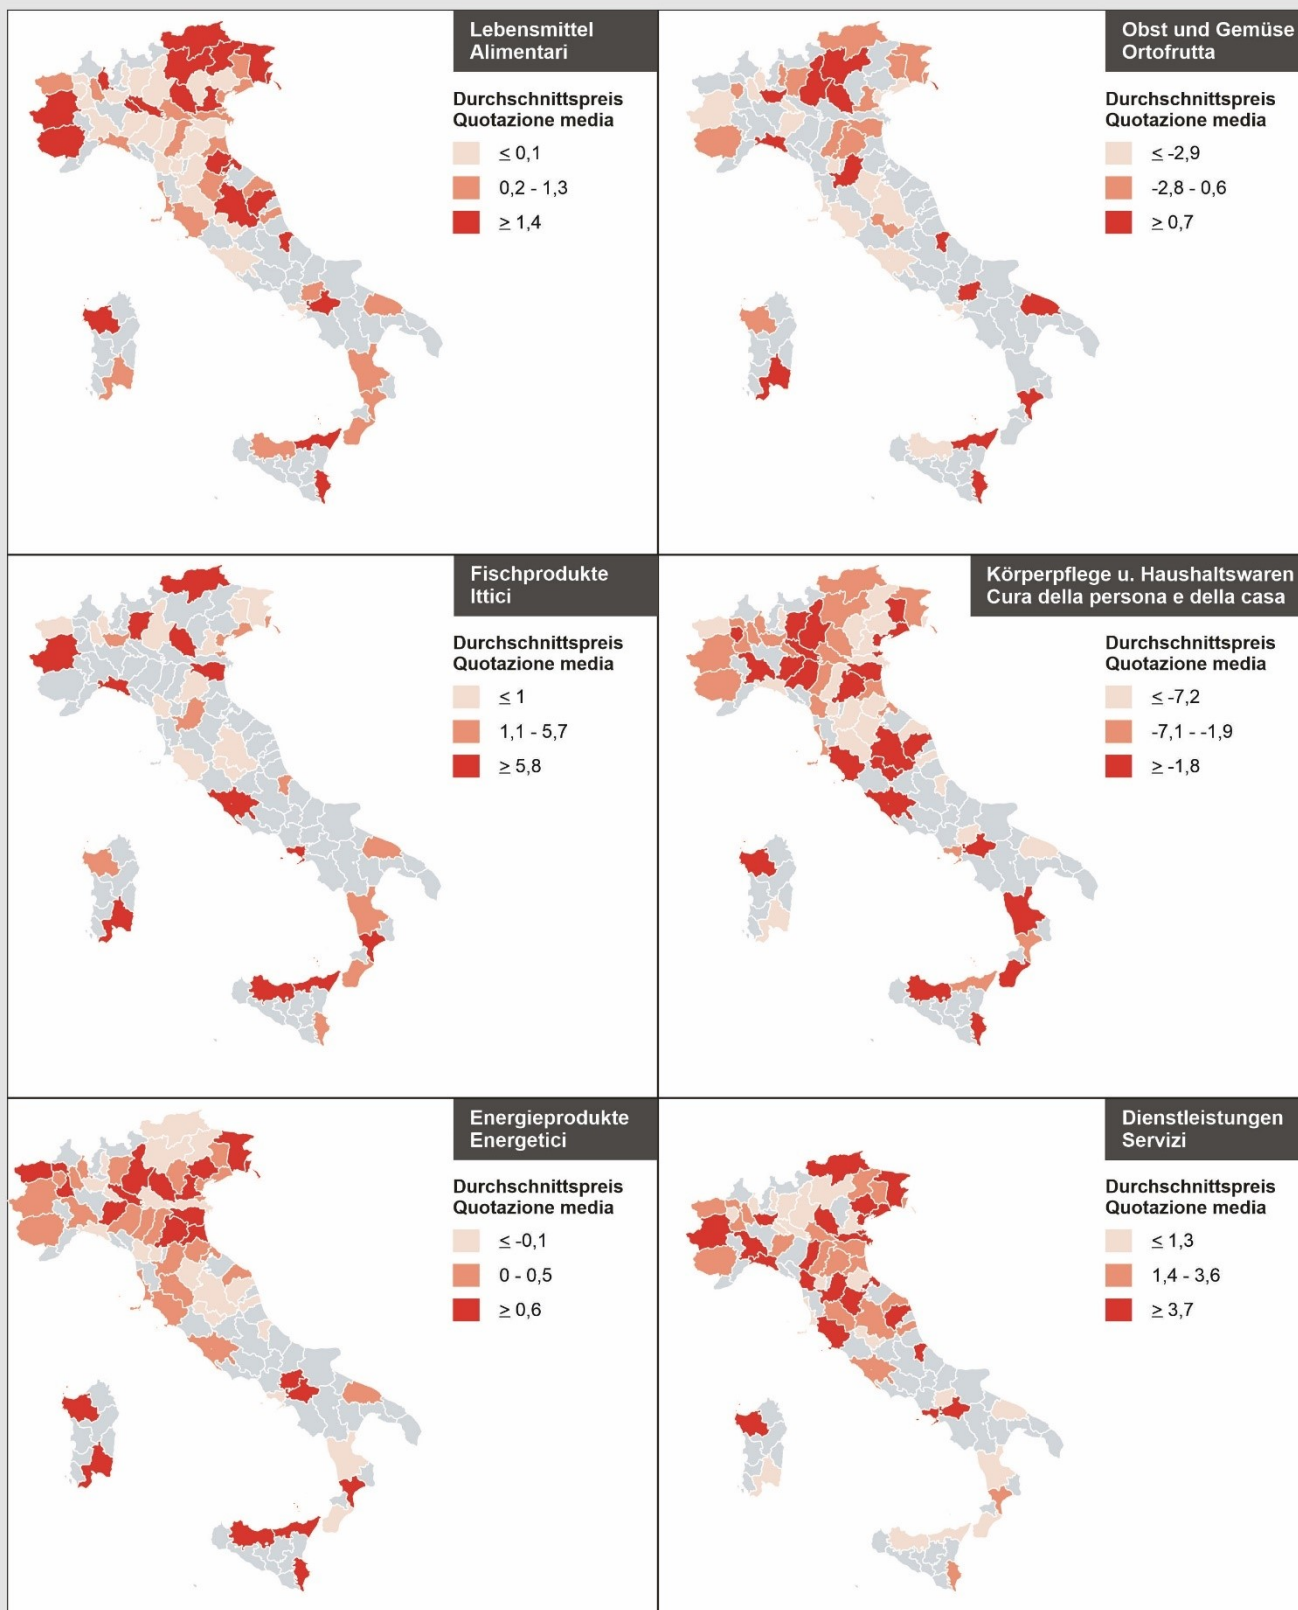 Lebensmittel
Alimentari
Durchschnittspreis
Quotazione media
≤ 0,1
0,2 - 1,3
≥ 1,4
Obst und Gemüse
Ortofrutta
Durchschnittspreis
Quotazione media
≤ -2,9
-2,8 - 0,6
≥ 0,7
Fischprodukte
Ittici
Durchschnittspreis
Quotazione media
≤ 1
1,1 - 5,7
≥ 5,8
Körperpflege u. Haushaltswaren
Cura della persona e della casa
Durchschnittspreis
Quotazione media
≤ -7,2
-7,1 - -1,9
≥ -1,8
Energieprodukte
Energetici
Durchschnittspreis
Quotazione media
≤ -0,1
0 - 0,5
≥ 0,6
Dienstleistungen
Servizi
Durchschnittspreis
Quotazione media
≤ 1,3
1,4 - 3,6
≥ 3,7